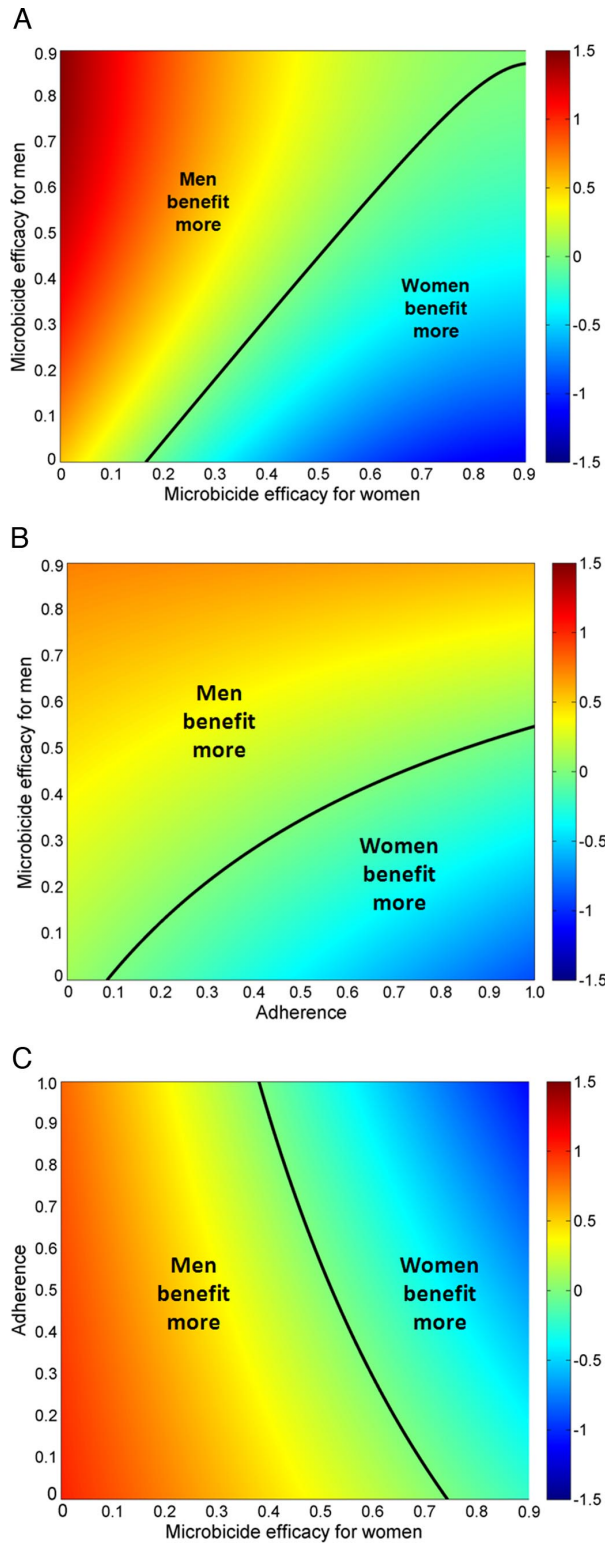 A
0.9
0.8
0.7
0.6
0.5
0.4
0.3
0.2
0.1
0
Microbicide efficacy for men
Men
benefit
more
Women
benefit
more
0 0.1 0.2 0.3 0.4 0.5 0.6 0.7 0.8 0.9
Microbicide efficacy for women
1.5
1
0.5
0
-0.5
-1
-1.5
B
0.9
0.8
0.7
0.6
0.5
0.4
0.3
0.2
0.1
0
Microbicide efficacy for men
Men
benefit
more
Women
benefit
more
0 0.1 0.2 0.3 0.4 0.5 0.6 0.7 0.8 0.9 1.0
Adherence
1.5
1
0.5
0
-0.5
-1
-1.5
C
1.0
0.9
0.8
0.7
0.6
0.5
0.4
0.3
0.2
0.1
0
Adherence
Men
benefit
more
Women
benefit
more
0 0.1 0.2 0.3 0.4 0.5 0.6 0.7 0.8 0.9
Microbicide efficacy for women
1.5
1
0.5
0
-0.5
-1
-1.5